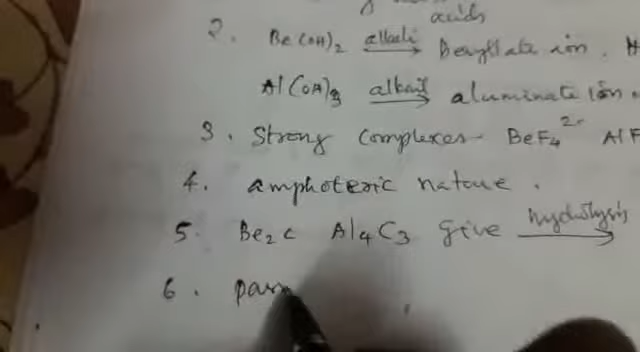 acids
2. Be(OH)2 alkali → Beryllate ion. H
Al(OH)3 alkali → aluminate ion.
3. Strong Complexes- BeF4 2- AlF
4. amphoteric nature.
5. Be2C Al4C3 give hydrolysis →
6. par